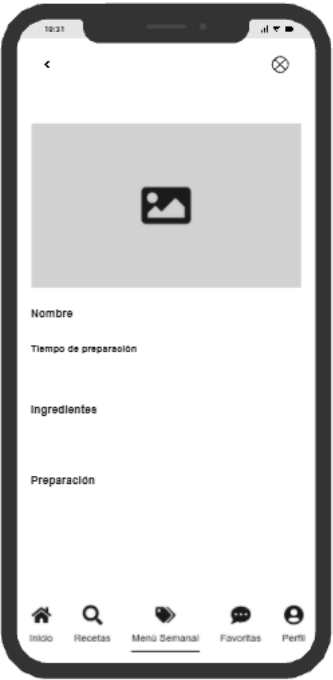 10:31
Nombre
Tiempo de preparación
Ingredientes
Preparación
Inicio Recetas Menú Semanal Favoritas Perfil